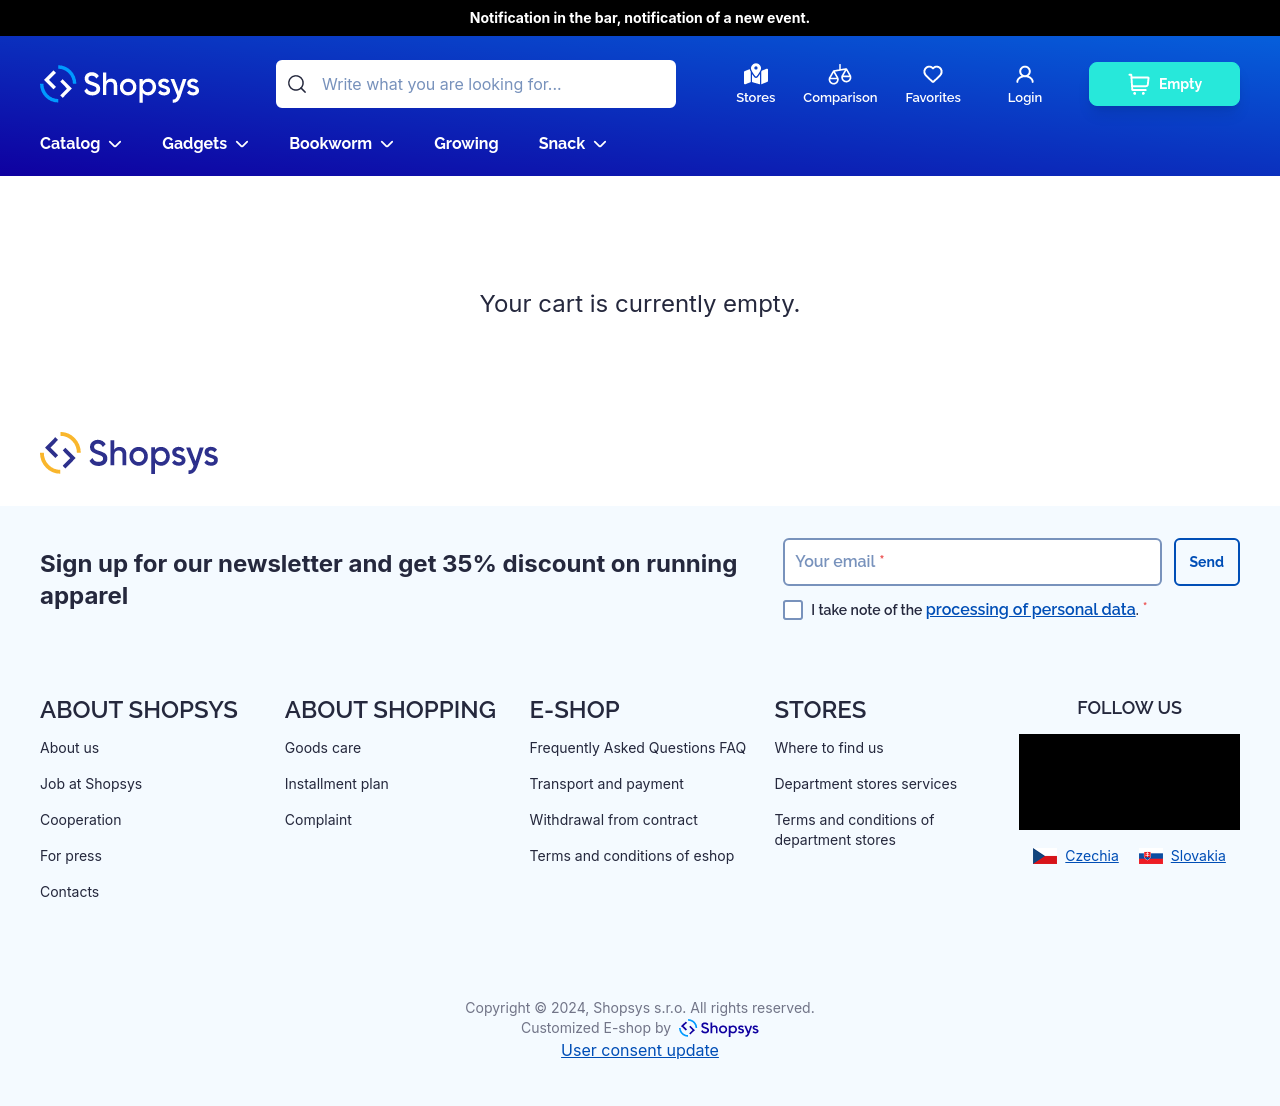 Notification in the bar, notification of a new event.
Shopsys
Write what you are looking for...
Stores
Comparison
Favorites
Login
Empty
Catalog
Gadgets
Bookworm
Growing
Snack
Your cart is currently empty.
Shopsys
Sign up for our newsletter and get 35% discount on running
apparel
Your email *
Send
I take note of the processing of personal data. *
ABOUT SHOPSYS
About us
Job at Shopsys
Cooperation
For press
Contacts
ABOUT SHOPPING
Goods care
Installment plan
Complaint
E-SHOP
Frequently Asked Questions FAQ
Transport and payment
Withdrawal from contract
Terms and conditions of eshop
STORES
Where to find us
Department stores services
Terms and conditions of
department stores
FOLLOW US
Czechia
Slovakia
Copyright © 2024, Shopsys s.r.o. All rights reserved.
Customized E-shop by Shopsys
User consent update